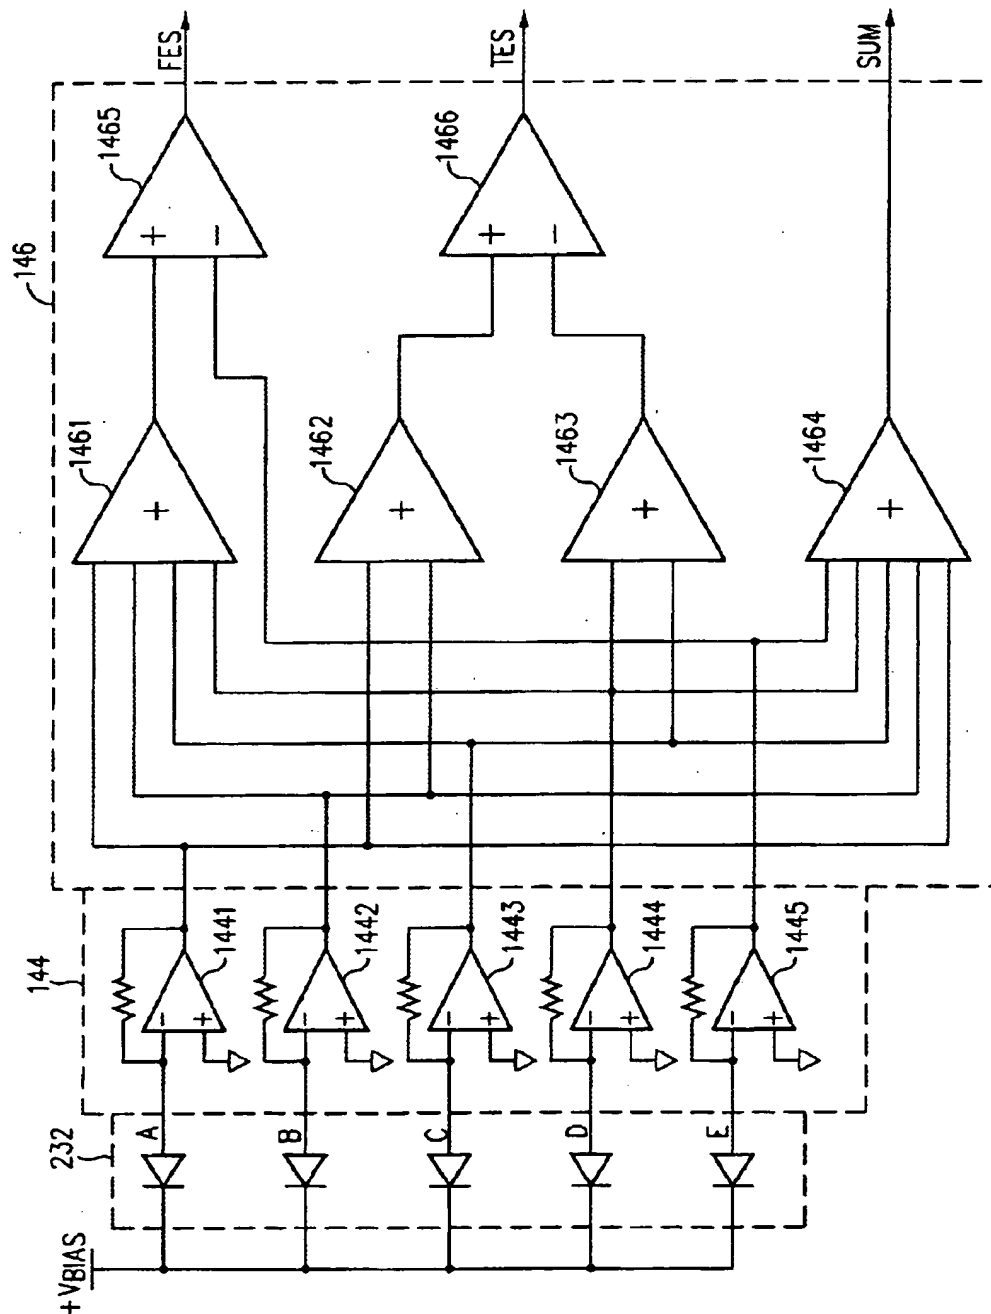 +VBIAS
232
A
B
C
D
E
144
1441
1442
1443
1444
1445
- +
- +
- +
- +
- +
146
1461
+
1462
+
1463
+
1464
+
1465
+ -
1466
+ -
FES
TES
SUM